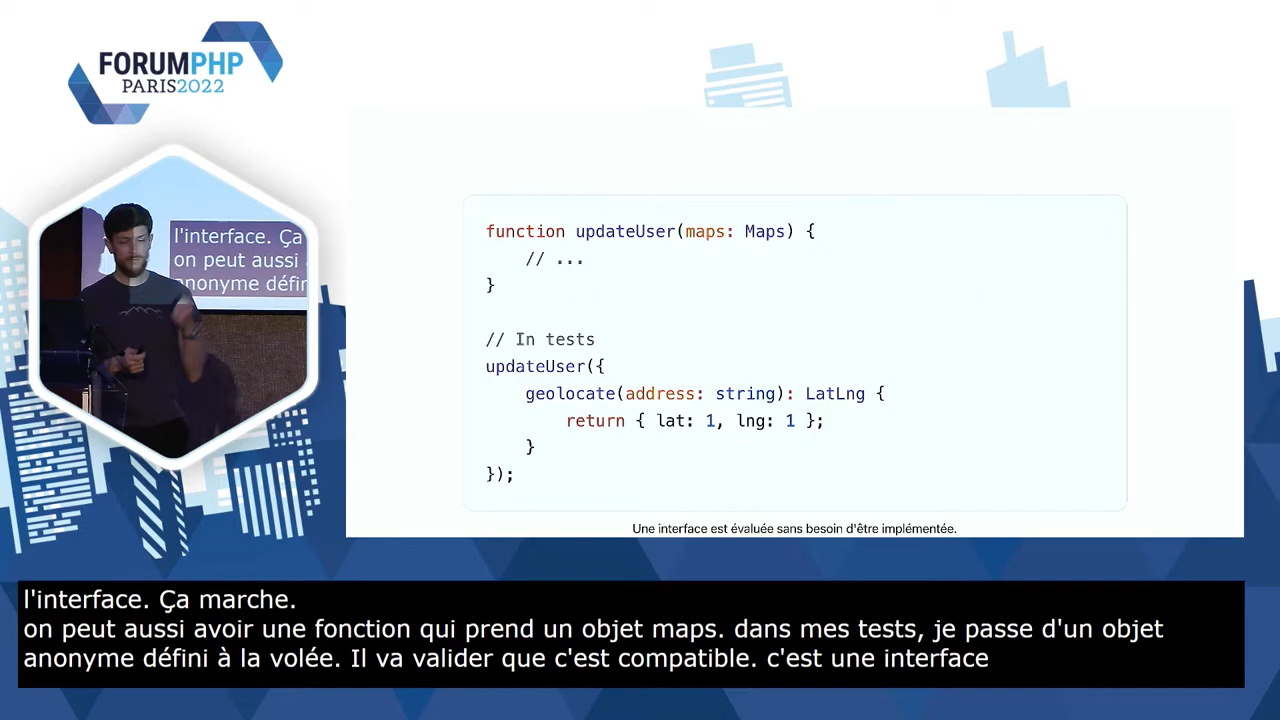 FORUMPHP
PARIS2022
l'interface. Ça
on peut aussi
anonyme défin
function updateUser(maps: Maps) {
// ...
}
// In tests
updateUser({
geolocate(address: string): LatLng {
return { lat: 1, lng: 1 };
}
});
Une interface est évaluée sans besoin d'être implémentée.
l'interface. Ça marche.
on peut aussi avoir une fonction qui prend un objet maps. dans mes tests, je passe d'un objet
anonyme défini à la volée. Il va valider que c'est compatible. c'est une interface